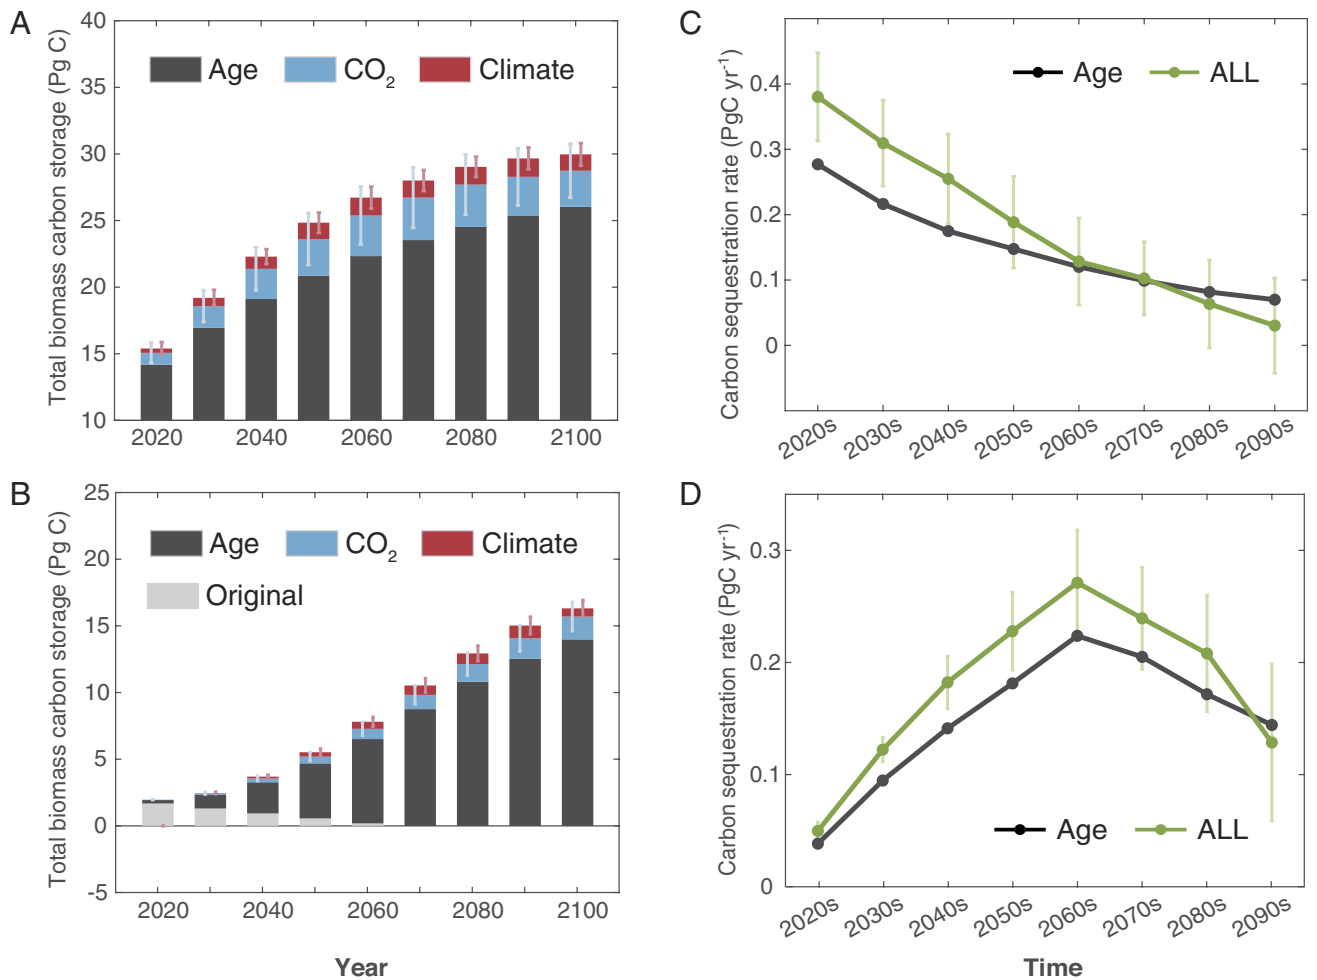 A
Total biomass carbon storage (Pg C)
40
35
30
25
20
15
10
Age
CO2
Climate
2020
2040
2060
2080
2100
C
Carbon sequestration rate (PgC yr-1)
0.4
0.3
0.2
0.1
0
Age
ALL
2020s
2030s
2040s
2050s
2060s
2070s
2080s
2090s
B
Total biomass carbon storage (Pg C)
25
20
15
10
5
0
-5
Age
CO2
Climate
Original
2020
2040
2060
2080
2100
Year
D
Carbon sequestration rate (PgC yr-1)
0.3
0.2
0.1
0
Age
ALL
2020s
2030s
2040s
2050s
2060s
2070s
2080s
2090s
Time